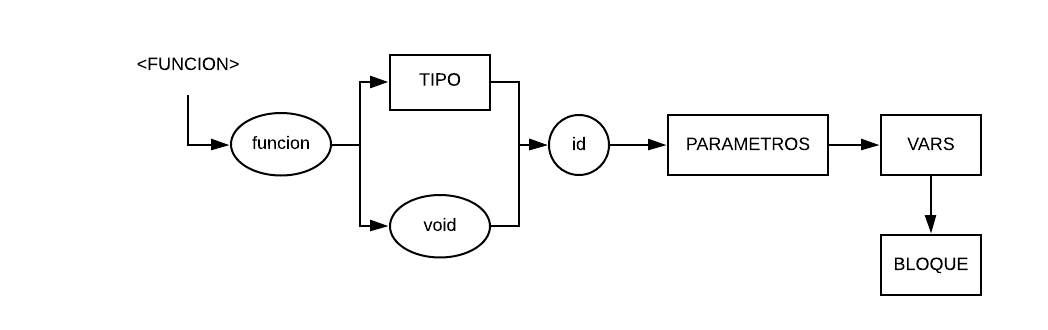 <FUNCION>
funcion
TIPO
void
id
PARAMETROS
VARS
BLOQUE